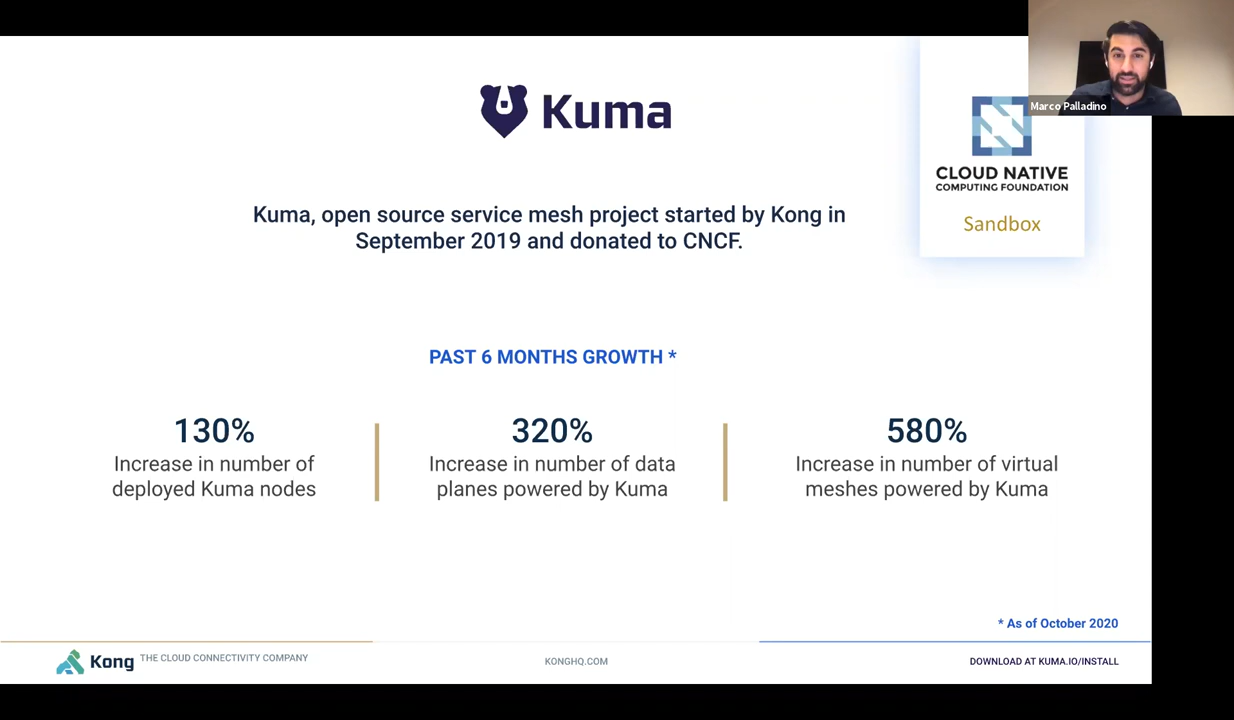 Marco Palladino
Kuma
CLOUD NATIVE
COMPUTING FOUNDATION
Sandbox
Kuma, open source service mesh project started by Kong in
September 2019 and donated to CNCF.
PAST 6 MONTHS GROWTH *
130%
Increase in number of
deployed Kuma nodes
320%
Increase in number of data
planes powered by Kuma
580%
Increase in number of virtual
meshes powered by Kuma
* As of October 2020
Kong THE CLOUD CONNECTIVITY COMPANY
KONGHQ.COM
DOWNLOAD AT KUMA.IO/INSTALL